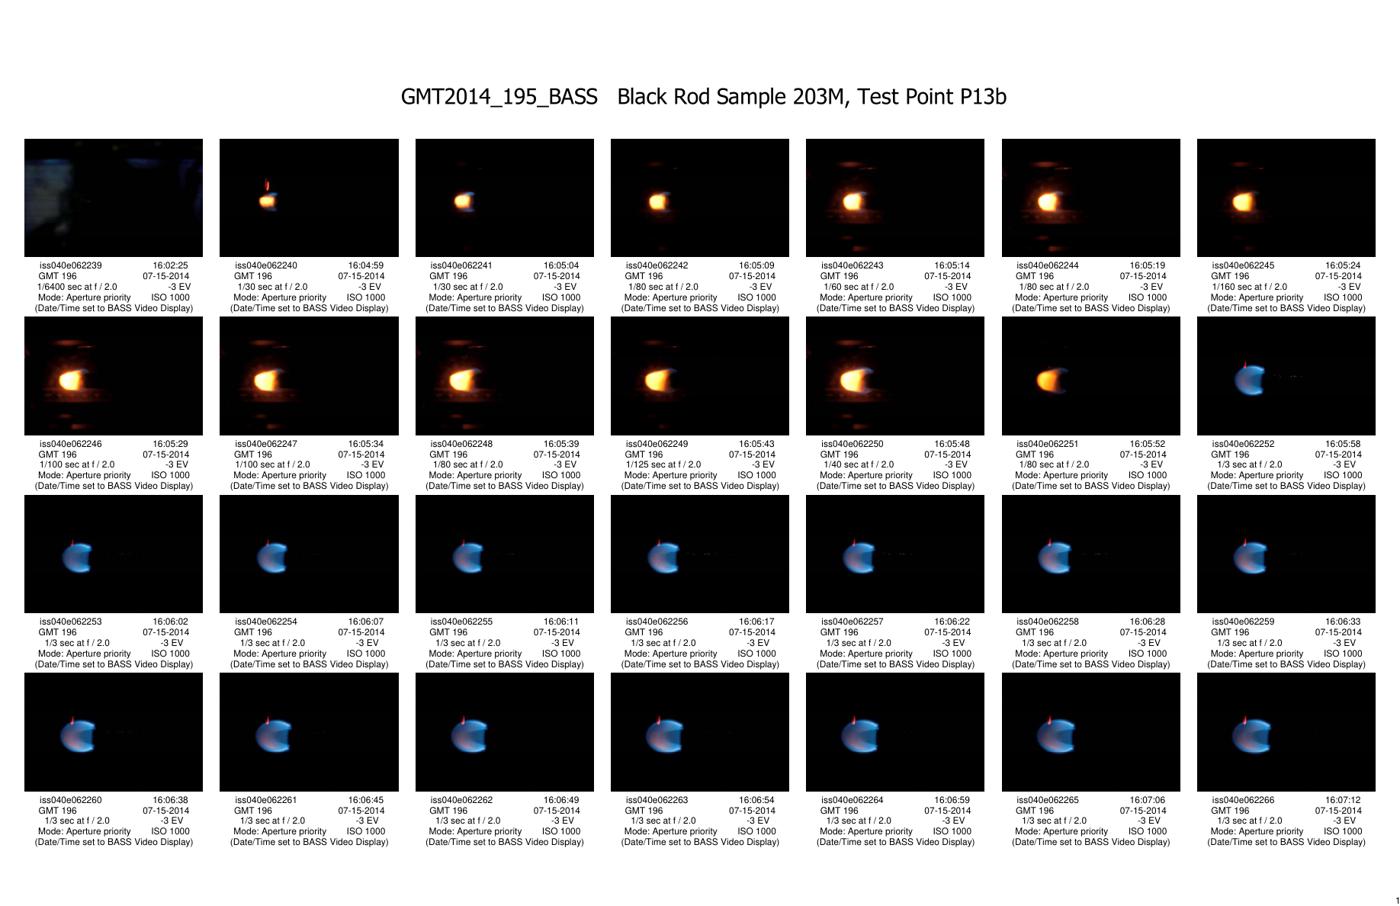 GMT2014_195_BASS Black Rod Sample 203M, Test Point P13b
iss040e062239 16:02:25
GMT 196 07-15-2014
1/6400 sec at f / 2.0 -3 EV
Mode: Aperture priority ISO 1000
(Date/Time set to BASS Video Display)
iss040e062240 16:04:59
GMT 196 07-15-2014
1/30 sec at f / 2.0 -3 EV
Mode: Aperture priority ISO 1000
(Date/Time set to BASS Video Display)
iss040e062241 16:05:04
GMT 196 07-15-2014
1/30 sec at f / 2.0 -3 EV
Mode: Aperture priority ISO 1000
(Date/Time set to BASS Video Display)
iss040e062242 16:05:09
GMT 196 07-15-2014
1/80 sec at f / 2.0 -3 EV
Mode: Aperture priority ISO 1000
(Date/Time set to BASS Video Display)
iss040e062243 16:05:14
GMT 196 07-15-2014
1/60 sec at f / 2.0 -3 EV
Mode: Aperture priority ISO 1000
(Date/Time set to BASS Video Display)
iss040e062244 16:05:19
GMT 196 07-15-2014
1/80 sec at f / 2.0 -3 EV
Mode: Aperture priority ISO 1000
(Date/Time set to BASS Video Display)
iss040e062245 16:05:24
GMT 196 07-15-2014
1/160 sec at f / 2.0 -3 EV
Mode: Aperture priority ISO 1000
(Date/Time set to BASS Video Display)
iss040e062246 16:05:29
GMT 196 07-15-2014
1/100 sec at f / 2.0 -3 EV
Mode: Aperture priority ISO 1000
(Date/Time set to BASS Video Display)
iss040e062247 16:05:34
GMT 196 07-15-2014
1/100 sec at f / 2.0 -3 EV
Mode: Aperture priority ISO 1000
(Date/Time set to BASS Video Display)
iss040e062248 16:05:39
GMT 196 07-15-2014
1/80 sec at f / 2.0 -3 EV
Mode: Aperture priority ISO 1000
(Date/Time set to BASS Video Display)
iss040e062249 16:05:43
GMT 196 07-15-2014
1/125 sec at f / 2.0 -3 EV
Mode: Aperture priority ISO 1000
(Date/Time set to BASS Video Display)
iss040e062250 16:05:48
GMT 196 07-15-2014
1/40 sec at f / 2.0 -3 EV
Mode: Aperture priority ISO 1000
(Date/Time set to BASS Video Display)
iss040e062251 16:05:52
GMT 196 07-15-2014
1/80 sec at f / 2.0 -3 EV
Mode: Aperture priority ISO 1000
(Date/Time set to BASS Video Display)
iss040e062252 16:05:58
GMT 196 07-15-2014
1/3 sec at f / 2.0 -3 EV
Mode: Aperture priority ISO 1000
(Date/Time set to BASS Video Display)
iss040e062253 16:06:02
GMT 196 07-15-2014
1/3 sec at f / 2.0 -3 EV
Mode: Aperture priority ISO 1000
(Date/Time set to BASS Video Display)
iss040e062254 16:06:07
GMT 196 07-15-2014
1/3 sec at f / 2.0 -3 EV
Mode: Aperture priority ISO 1000
(Date/Time set to BASS Video Display)
iss040e062255 16:06:11
GMT 196 07-15-2014
1/3 sec at f / 2.0 -3 EV
Mode: Aperture priority ISO 1000
(Date/Time set to BASS Video Display)
iss040e062256 16:06:17
GMT 196 07-15-2014
1/3 sec at f / 2.0 -3 EV
Mode: Aperture priority ISO 1000
(Date/Time set to BASS Video Display)
iss040e062257 16:06:22
GMT 196 07-15-2014
1/3 sec at f / 2.0 -3 EV
Mode: Aperture priority ISO 1000
(Date/Time set to BASS Video Display)
iss040e062258 16:06:28
GMT 196 07-15-2014
1/3 sec at f / 2.0 -3 EV
Mode: Aperture priority ISO 1000
(Date/Time set to BASS Video Display)
iss040e062259 16:06:33
GMT 196 07-15-2014
1/3 sec at f / 2.0 -3 EV
Mode: Aperture priority ISO 1000
(Date/Time set to BASS Video Display)
iss040e062260 16:06:38
GMT 196 07-15-2014
1/3 sec at f / 2.0 -3 EV
Mode: Aperture priority ISO 1000
(Date/Time set to BASS Video Display)
iss040e062261 16:06:45
GMT 196 07-15-2014
1/3 sec at f / 2.0 -3 EV
Mode: Aperture priority ISO 1000
(Date/Time set to BASS Video Display)
iss040e062262 16:06:49
GMT 196 07-15-2014
1/3 sec at f / 2.0 -3 EV
Mode: Aperture priority ISO 1000
(Date/Time set to BASS Video Display)
iss040e062263 16:06:54
GMT 196 07-15-2014
1/3 sec at f / 2.0 -3 EV
Mode: Aperture priority ISO 1000
(Date/Time set to BASS Video Display)
iss040e062264 16:06:59
GMT 196 07-15-2014
1/3 sec at f / 2.0 -3 EV
Mode: Aperture priority ISO 1000
(Date/Time set to BASS Video Display)
iss040e062265 16:07:06
GMT 196 07-15-2014
1/3 sec at f / 2.0 -3 EV
Mode: Aperture priority ISO 1000
(Date/Time set to BASS Video Display)
iss040e062266 16:07:12
GMT 196 07-15-2014
1/3 sec at f / 2.0 -3 EV
Mode: Aperture priority ISO 1000
(Date/Time set to BASS Video Display)